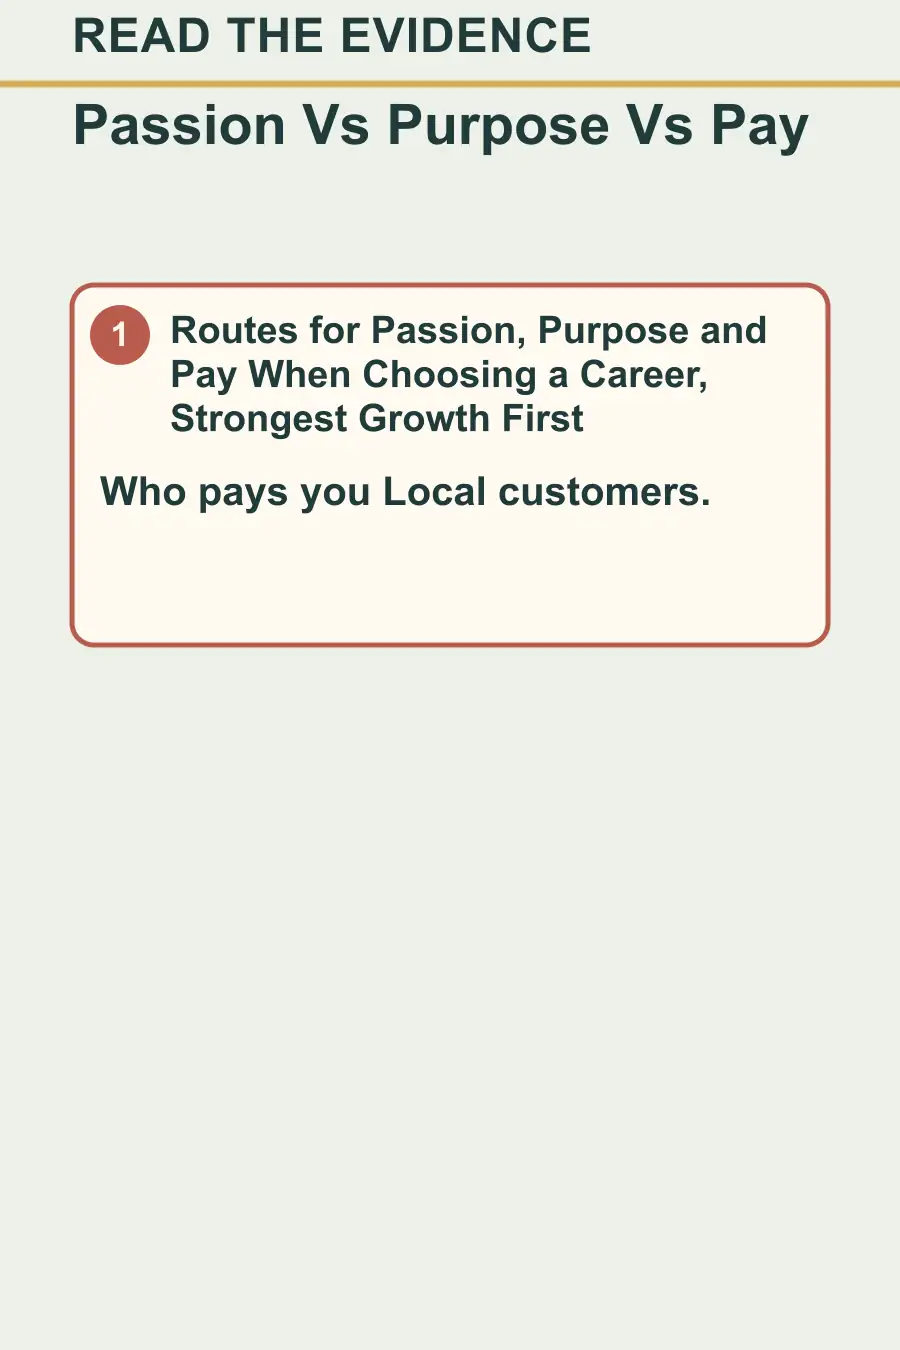 READ THE EVIDENCE
Passion Vs Purpose Vs Pay
1
Routes for Passion, Purpose and
Pay When Choosing a Career,
Strongest Growth First
Who pays you Local customers.